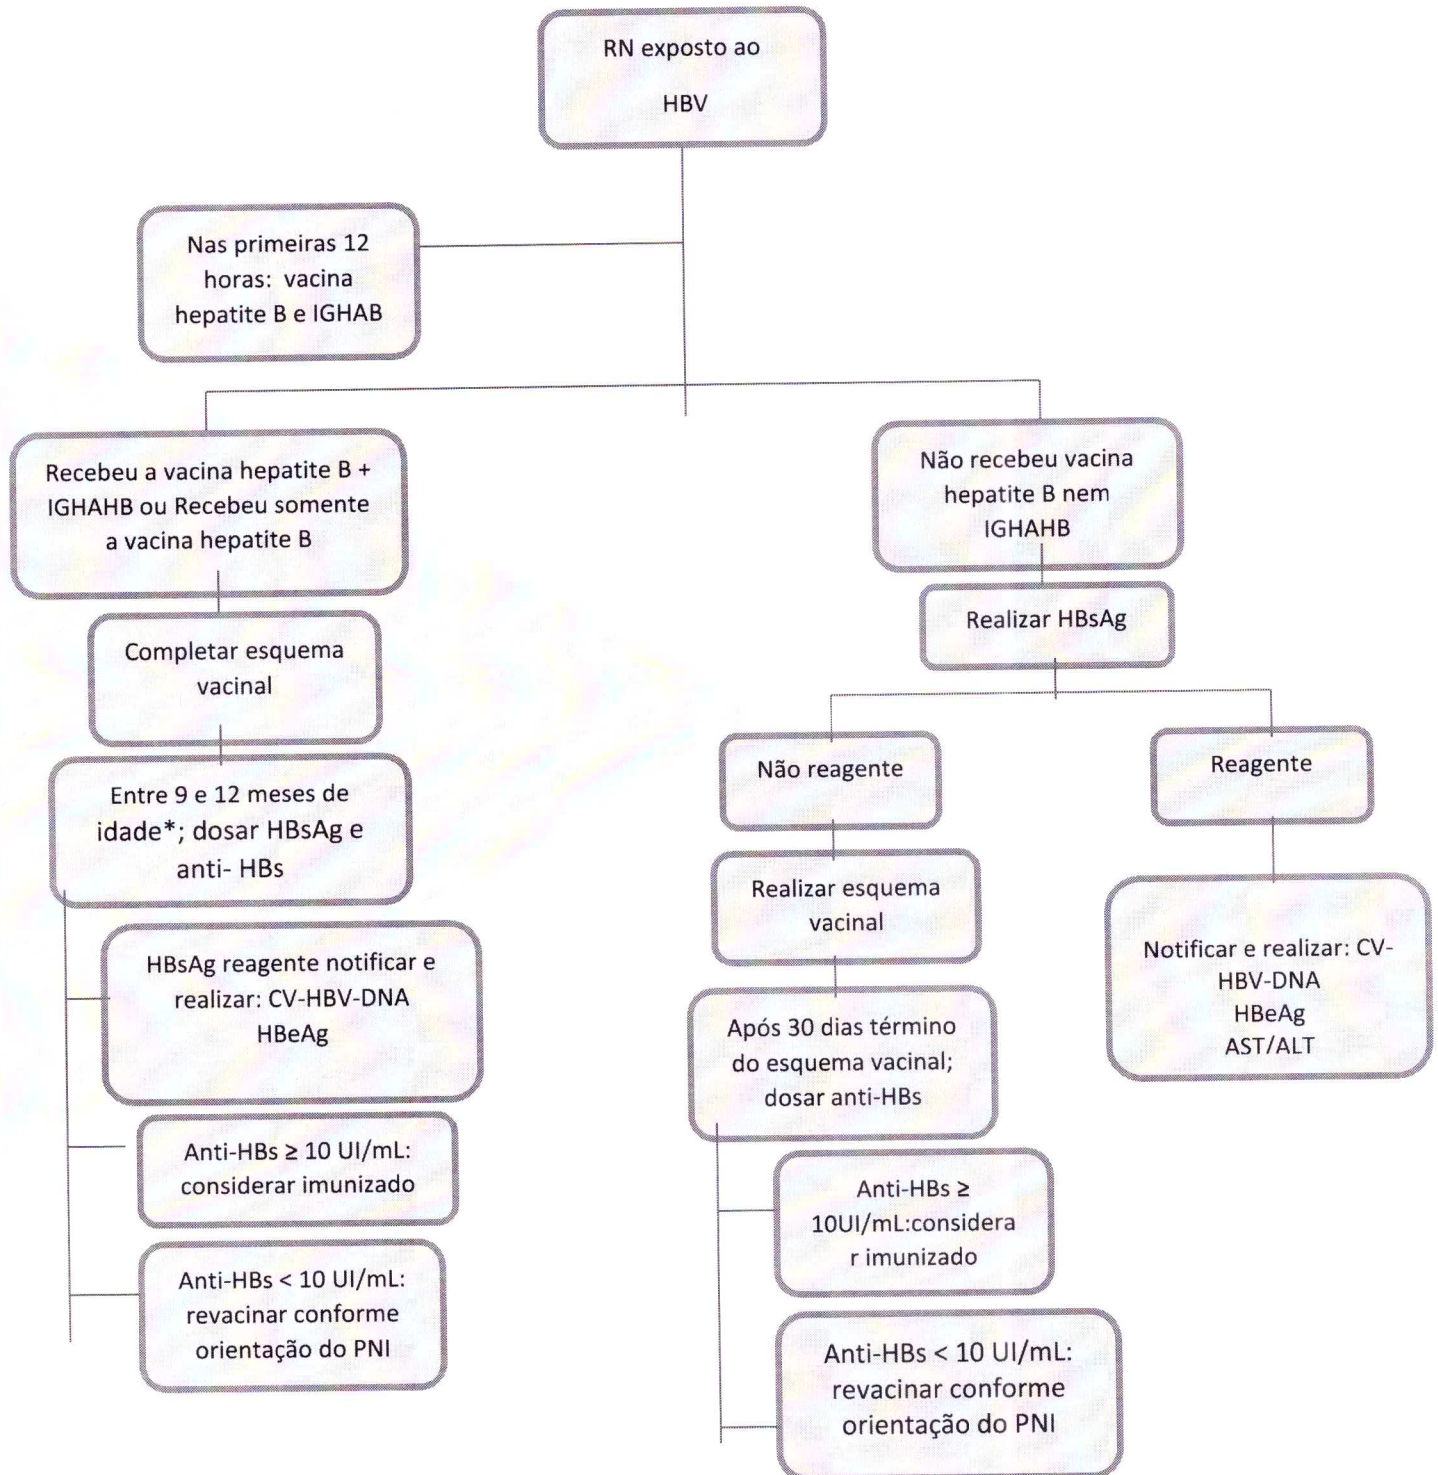 RN exposto ao
HBV
Nas primeiras 12
horas: vacina
hepatite B e IGHAB
Recebeu a vacina hepatite B +
IGHAHB ou Recebeu somente
a vacina hepatite B
Completar esquema
vacinal
Entre 9 e 12 meses de
idade*; dosar HBsAg e
anti- HBs
HBsAg reagente notificar e
realizar: CV-HBV-DNA
HBeAg
Anti-HBs ≥ 10 UI/mL:
considerar imunizado
Anti-HBs < 10 UI/mL:
revacinar conforme
orientação do PNI
Não recebeu vacina
hepatite B nem
IGHAHB
Realizar HBsAg
Não reagente
Realizar esquema
vacinal
Após 30 dias término
do esquema vacinal;
dosar anti-HBs
Anti-HBs ≥
10UI/mL:considera
r imunizado
Anti-HBs < 10 UI/mL:
revacinar conforme
orientação do PNI
Reagente
Notificar e realizar: CV-
HBV-DNA
HBeAg
AST/ALT